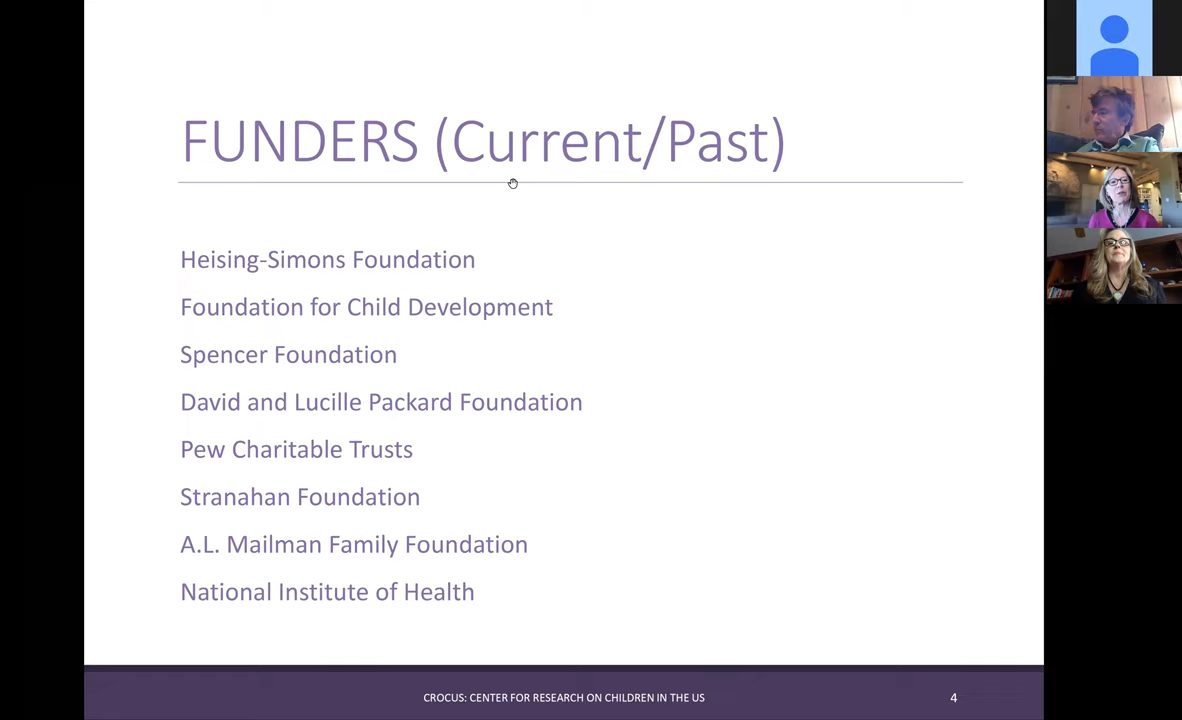 FUNDERS (Current/Past)
Heising-Simons Foundation
Foundation for Child Development
Spencer Foundation
David and Lucille Packard Foundation
Pew Charitable Trusts
Stranahan Foundation
A.L. Mailman Family Foundation
National Institute of Health
CROCUS: CENTER FOR RESEARCH ON CHILDREN IN THE US
4